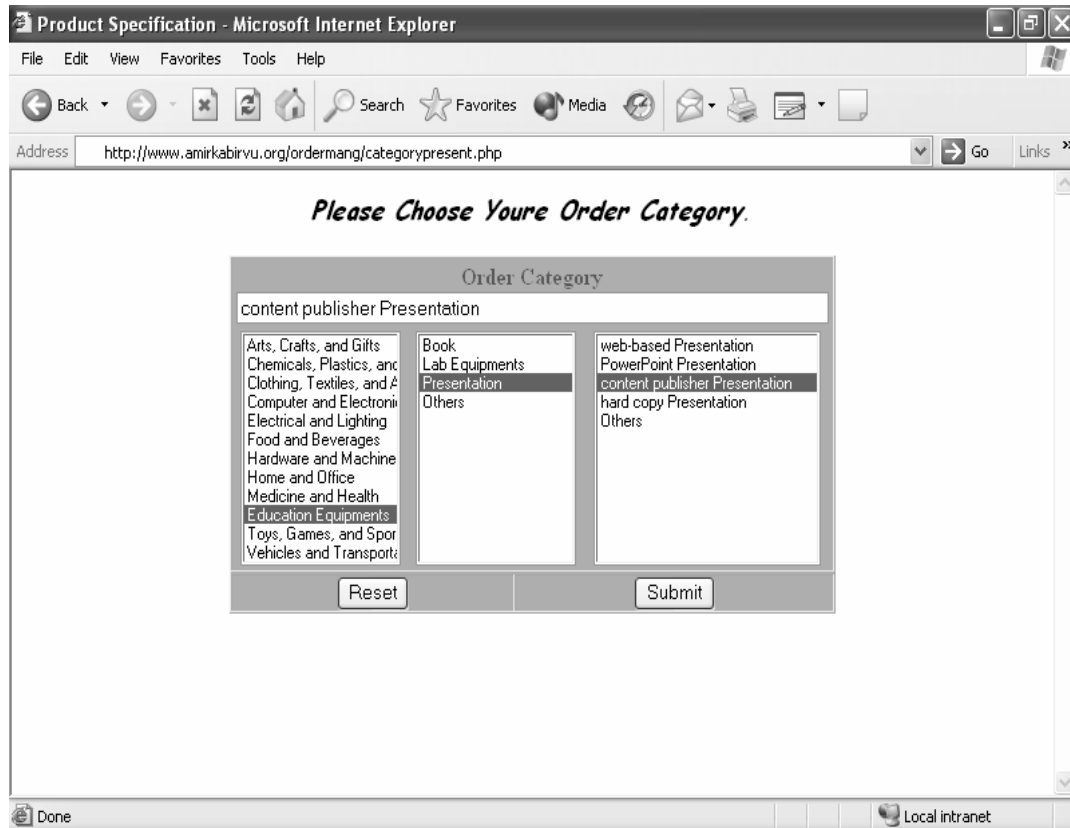 Product Specification - Microsoft Internet Explorer
File Edit View Favorites Tools Help
Back Search Favorites Media
Address http://www.amirkabirvu.org/ordermang/categorypresent.php Go Links »
Please Choose Youre Order Category.
Order Category
content publisher Presentation
Arts, Crafts, and Gifts
Chemicals, Plastics, and
Clothing, Textiles, and A
Computer and Electroni
Electrical and Lighting
Food and Beverages
Hardware and Machine
Home and Office
Medicine and Health
Education Equipments
Toys, Games, and Spor
Vehicles and Transporta
Book
Lab Equipments
Presentation
Others
web-based Presentation
PowerPoint Presentation
content publisher Presentation
hard copy Presentation
Others
Reset Submit
Done Local intranet